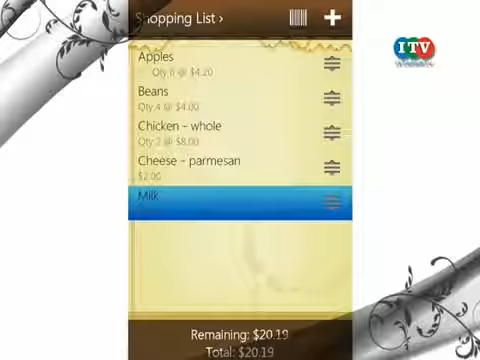 Shopping List ›
ITV
Apples
Qty 6 @ $4.20
Beans
Qty 4 @ $4.00
Chicken - whole
Qty 2 @ $8.00
Cheese - parmesan
$2.00
Milk
Remaining: $20.19
Total: $20.19